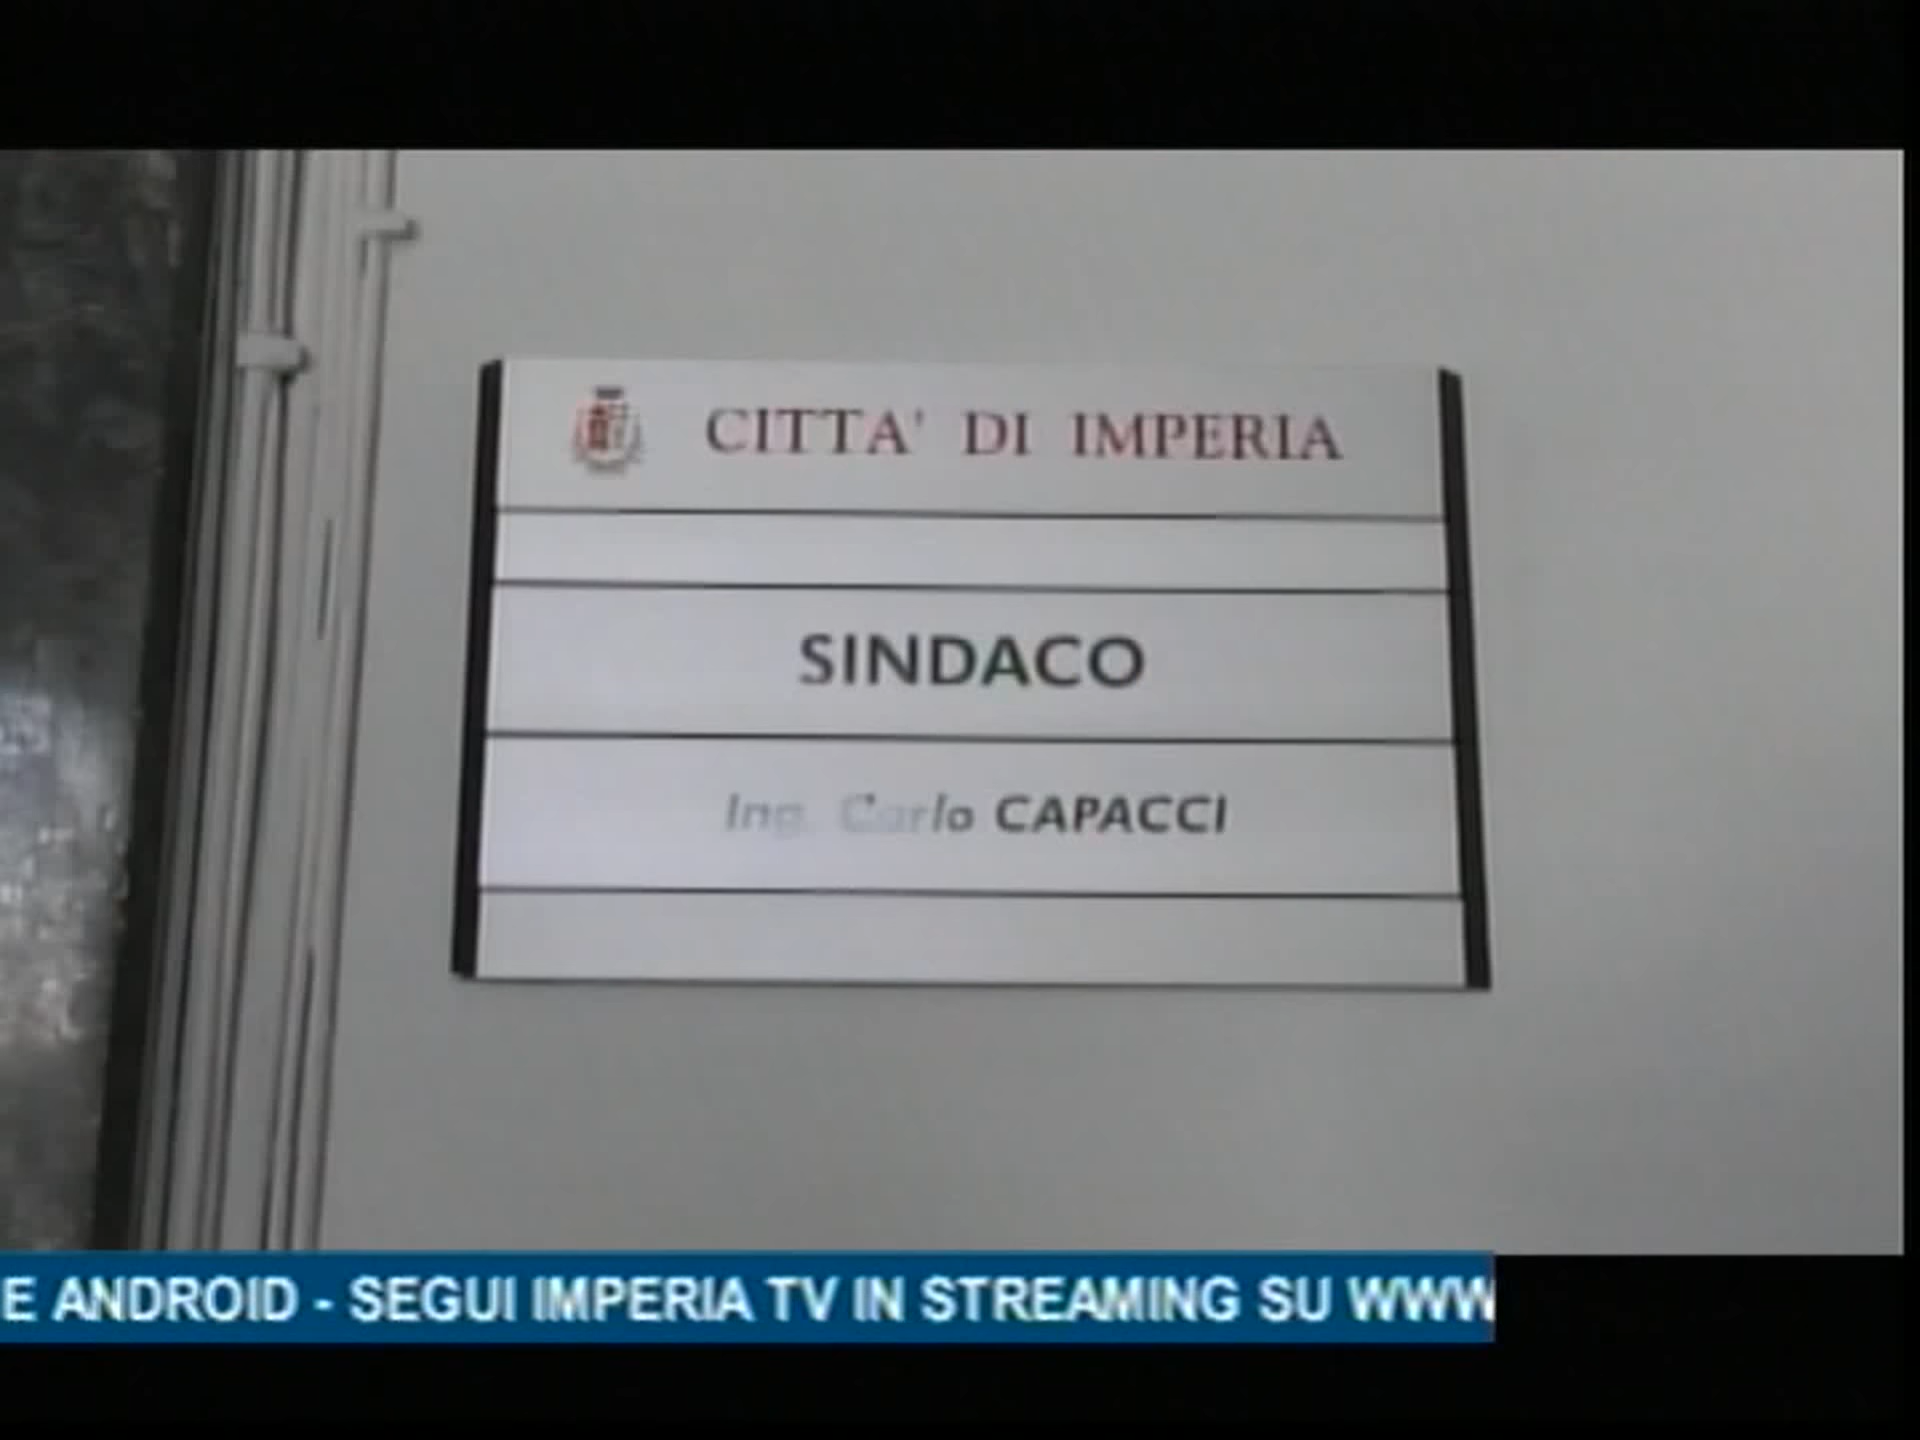 CITTA' DI IMPERIA
SINDACO
Ing. Carlo CAPACCI
E ANDROID - SEGUI IMPERIA TV IN STREAMING SU WWW